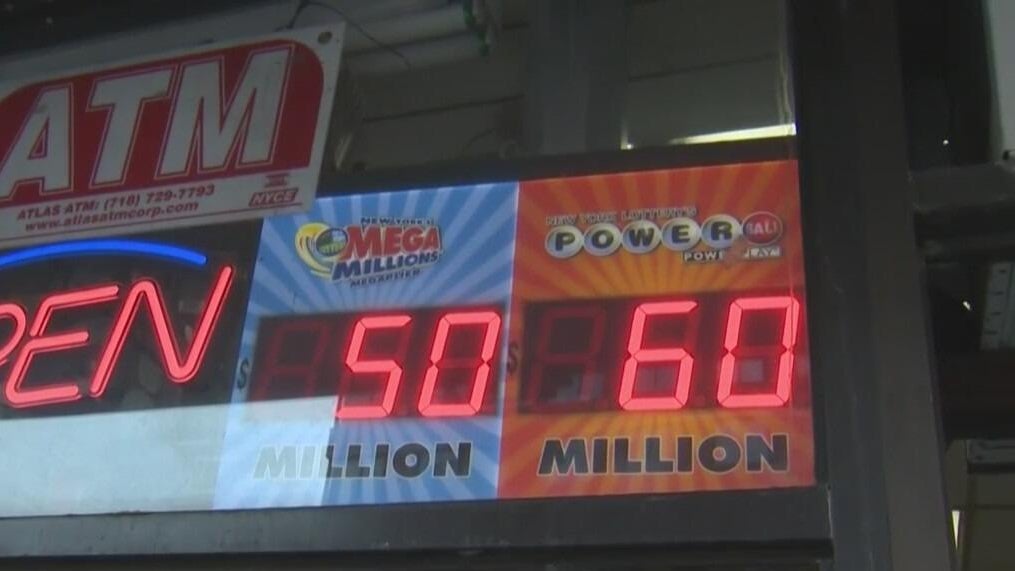 ATM
ATLAS ATM: (718) 729-7793
www.atlasatmcorp.com
NYCE
PEN
NEW YORK'S
MEGA
MILLIONS
MEGAPLIER
$ 50
MILLION
NEW YORK LOTTERY'S
POWERBALL
POWER PLAY
$ 60
MILLION